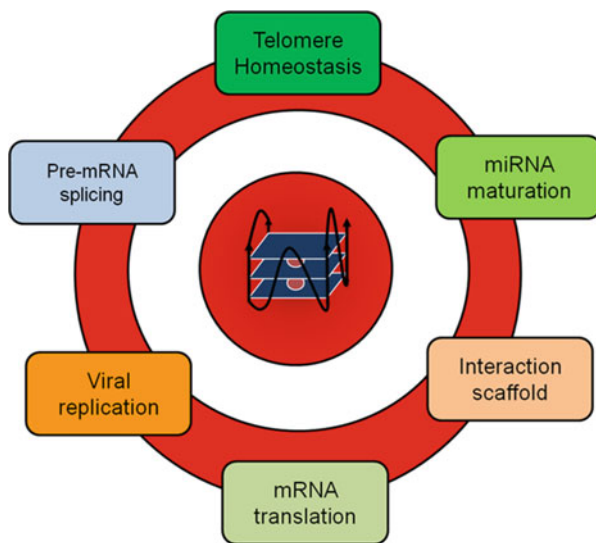 Telomere
Homeostasis
Pre-mRNA
splicing
miRNA
maturation
Viral
replication
Interaction
scaffold
mRNA
translation